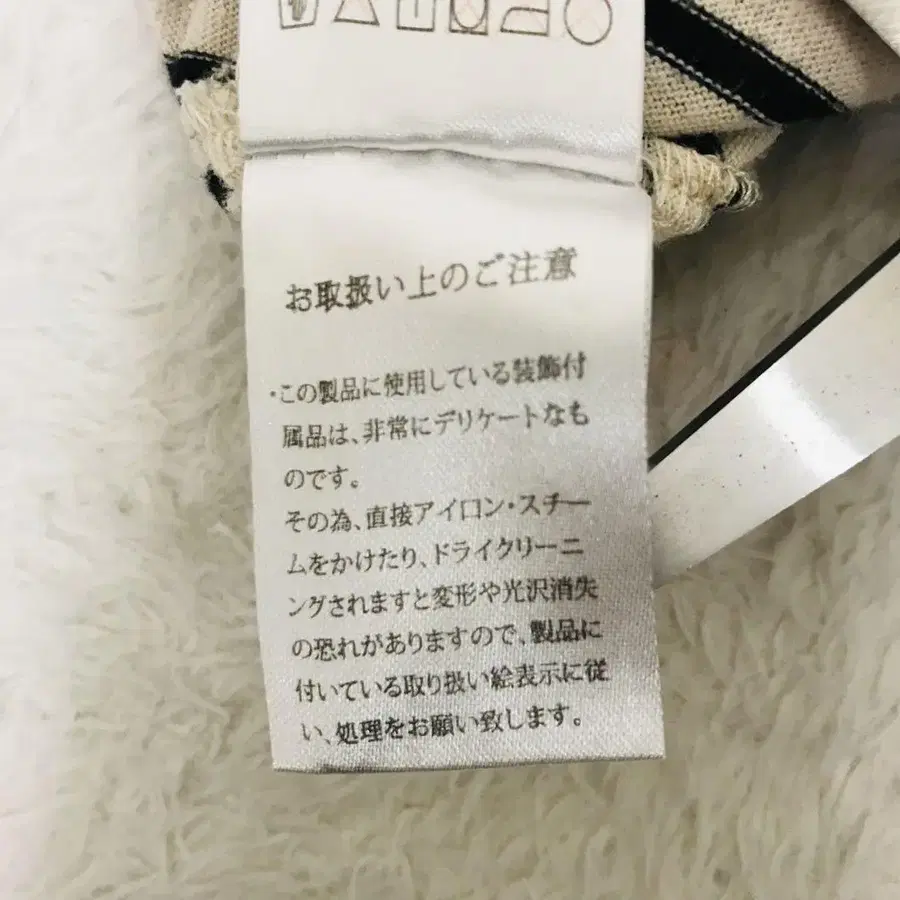 お取扱い上のご注意
・この製品に使用している装飾付
属品は、非常にデリケートなも
のです。
その為、直接アイロン・スチー
ムをかけたり、ドライクリーニ
ングされますと変形や光沢消失
の恐れがありますので、製品に
付いている取り扱い絵表示に従
い、処理をお願い致します。